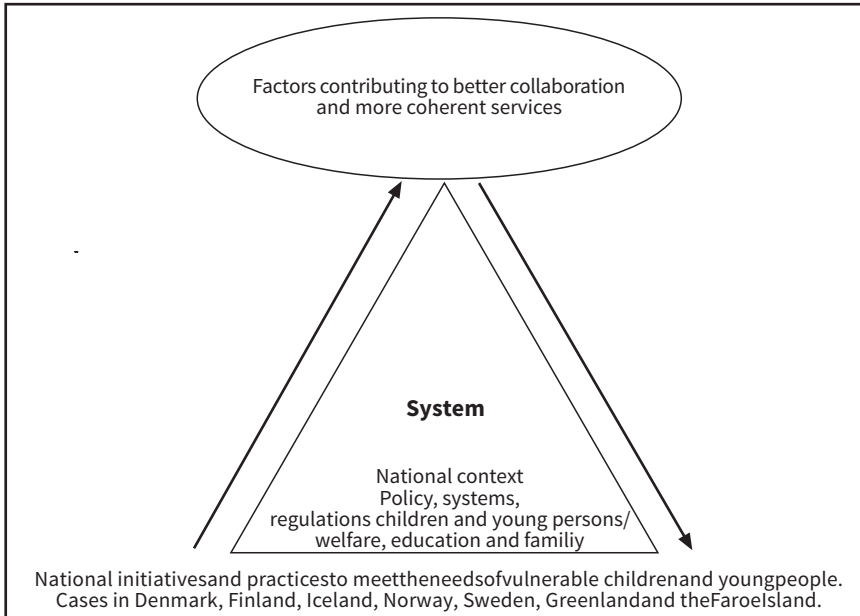 Factors contributing to better collaboration
and more coherent services
-
System
National context
Policy, systems,
regulations children and young persons/
welfare, education and familiy
National initiativesand practicesto meettheneedsofvulnerable childrenand youngpeople.
Cases in Denmark, Finland, Iceland, Norway, Sweden, Greenlandand theFaroeIsland.